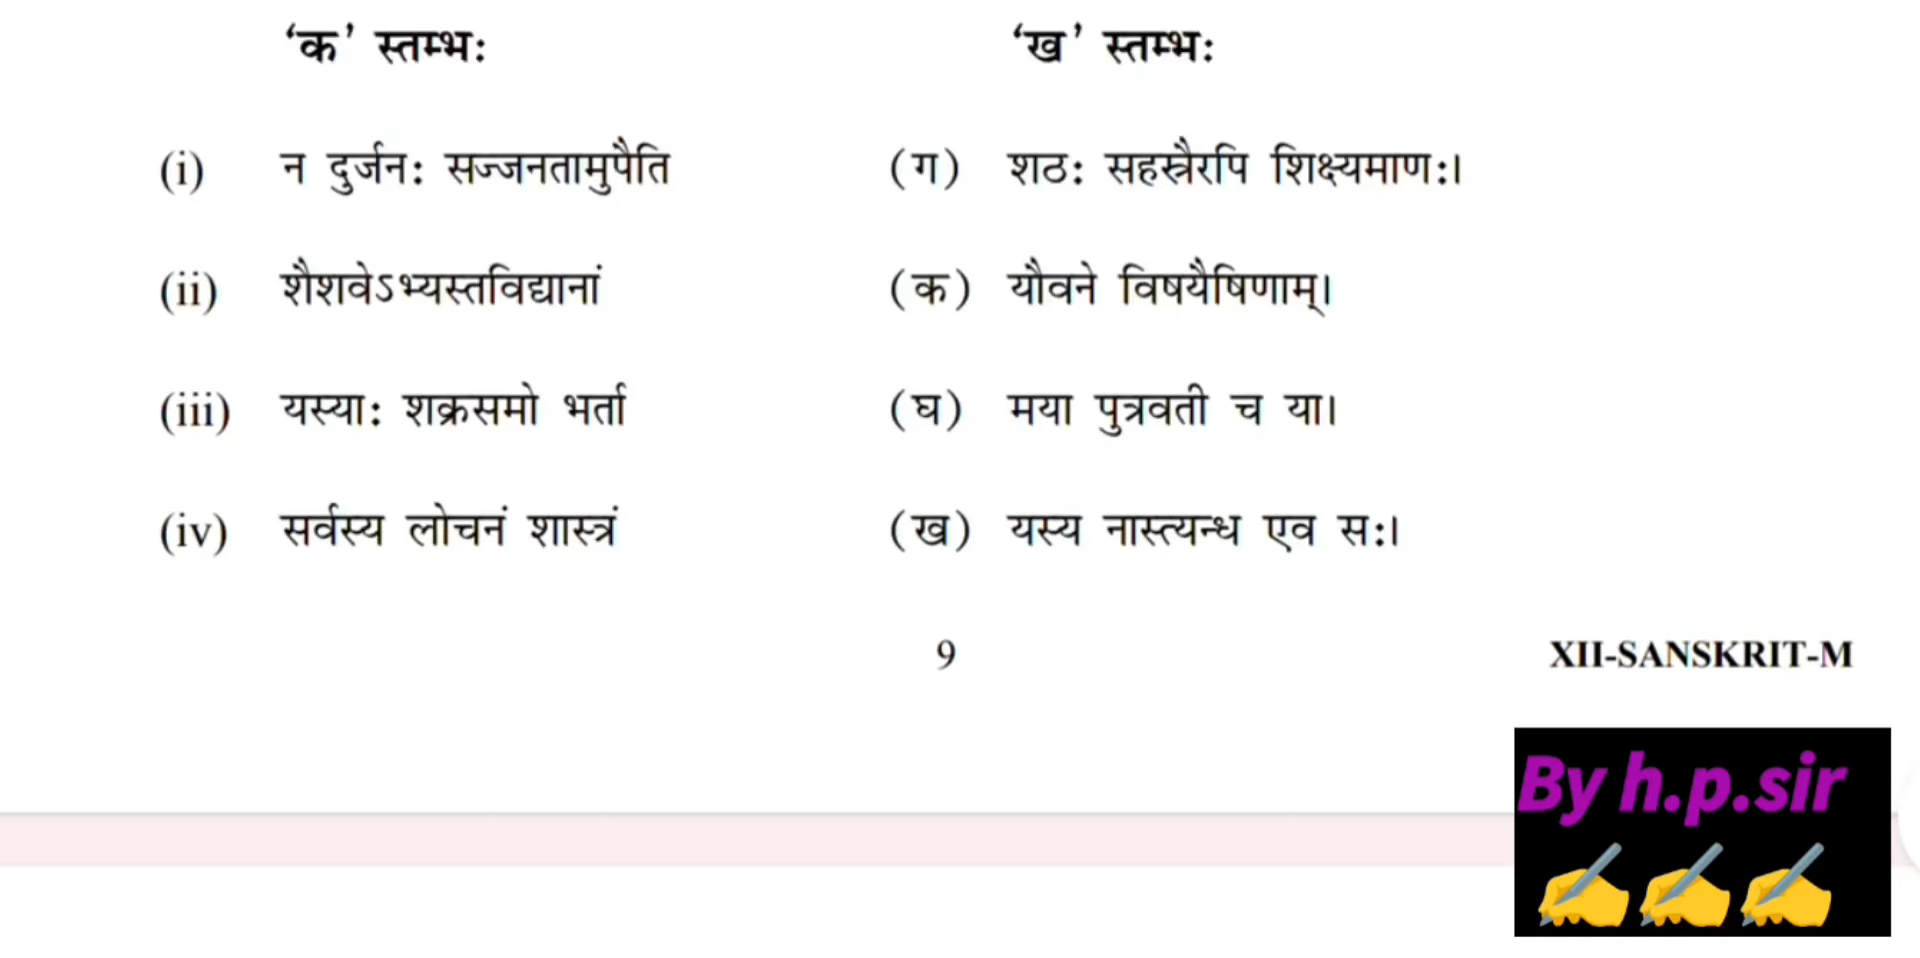 ‘क’ स्तम्भः ‘ख’ स्तम्भः
(i) न दुर्जनः सज्जनतामुपैति (ग) शठः सहस्रैरपि शिक्ष्यमाणः।
(ii) शैशवेऽभ्यस्तविद्यानां (क) यौवने विषयैषिणाम्।
(iii) यस्याः शक्रसमो भर्ता (घ) मया पुत्रवती च या।
(iv) सर्वस्य लोचनं शास्त्रं (ख) यस्य नास्त्यन्ध एव सः।
9 XII-SANSKRIT-M
By h.p.sir
✍✍✍